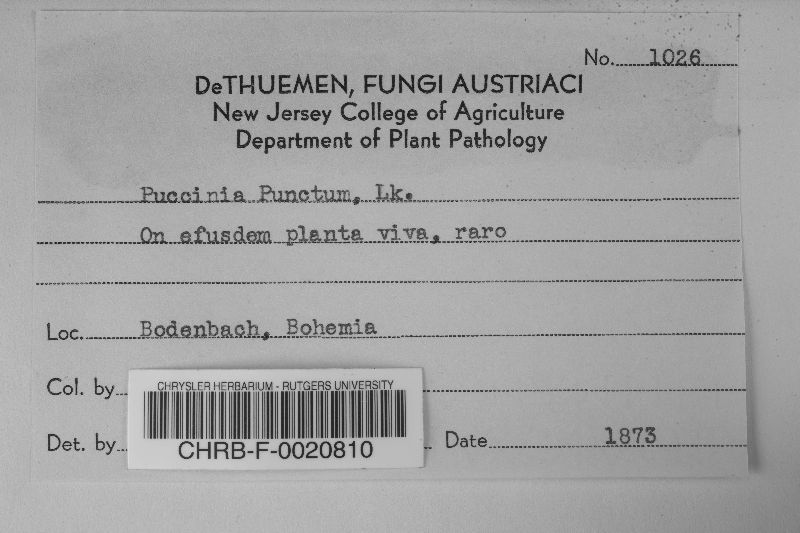 No. 1026
DeTHUEMEN, FUNGI AUSTRIACI
New Jersey College of Agriculture
Department of Plant Pathology
Puccinia Punctum, Lk.
On efusdem planta viva, raro
Loc. Bodenbach, Bohemia
Col. by
CHRYSLER HERBARIUM - RUTGERS UNIVERSITY
Det. by
CHRB-F-0020810
Date 1873